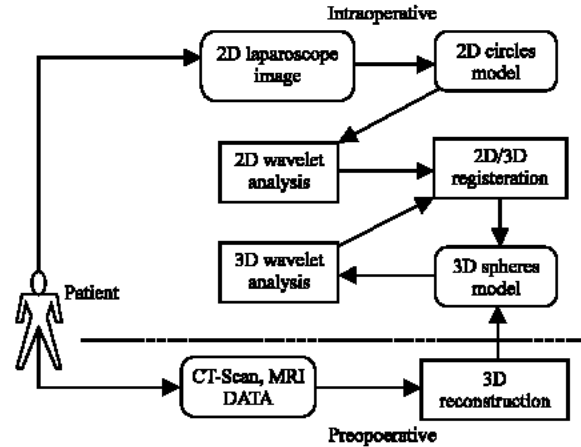 Intraoperative
2D laparoscope
image
2D circles
model
2D wavelet
analysis
2D/3D
registeration
3D wavelet
analysis
3D spheres
model
Patient
CT-Scan, MRI
DATA
3D
reconstruction
Preopoerative